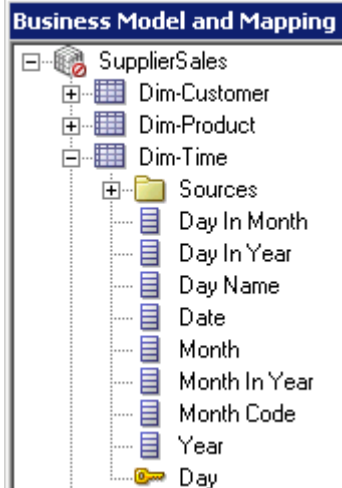 Business Model and Mapping
SupplierSales
Dim-Customer
Dim-Product
Dim-Time
Sources
Day In Month
Day In Year
Day Name
Date
Month
Month In Year
Month Code
Year
Day